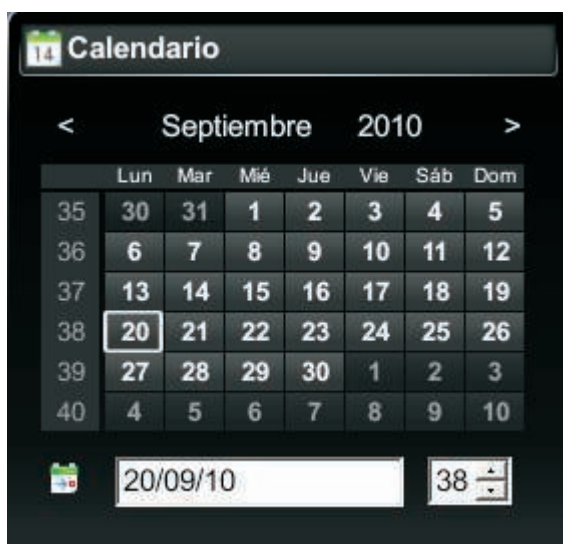 14 Calendario
< Septiembre 2010 >
Lun Mar Mié Jue Vie Sáb Dom
35 30 31 1 2 3 4 5
36 6 7 8 9 10 11 12
37 13 14 15 16 17 18 19
38 20 21 22 23 24 25 26
39 27 28 29 30 1 2 3
40 4 5 6 7 8 9 10
20/09/10 38